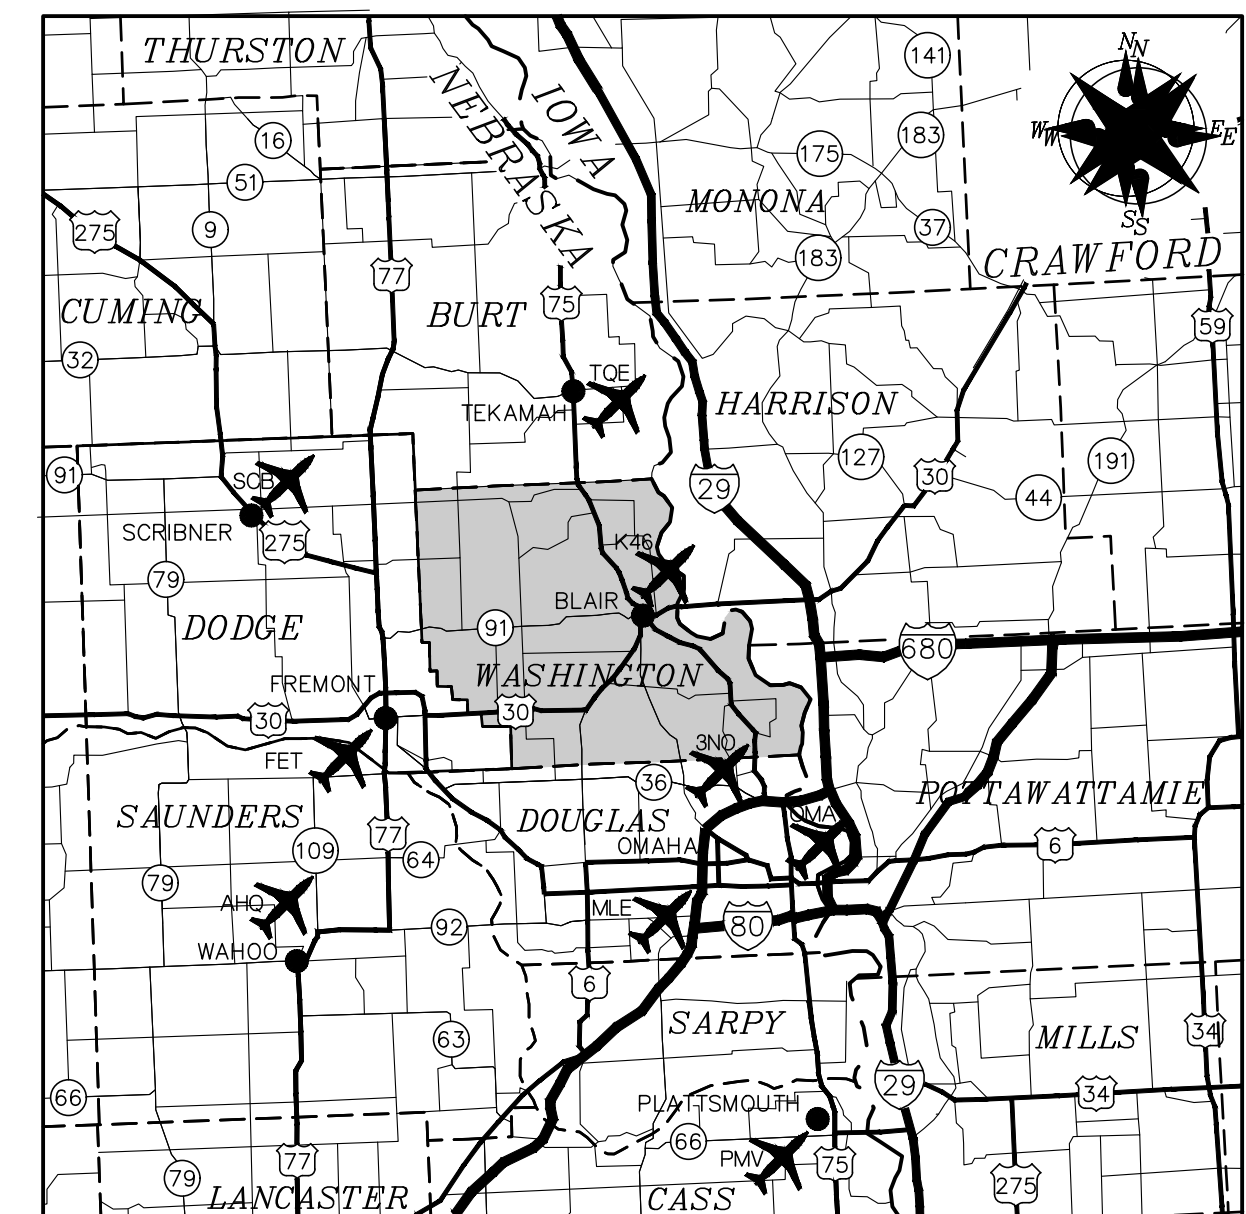 THURSTON
NEBRASKA
IOWA
141
N
N
16
175
183
W
W
E
E
51
MONONA
9
37
S
S
275
183
CRAWFORD
77
75
CUMING
BURT
59
32
TQE
TEKAMAH
HARRISON
91
SCB
127
30
191
29
44
SCRIBNER
275
K46
79
BLAIR
DODGE
91
680
WASHINGTON
FREMONT
30
30
FET
3NO
36
SAUNDERS
DOUGLAS
POTTAWATTAMIE
OMA
77
OMAHA
6
109
64
79
AHQ
MLE
92
80
WAHOO
6
SARPY
MILLS
34
63
29
66
PLATTSMOUTH
34
66
77
PMV
75
79
275
LANCASTER
CASS